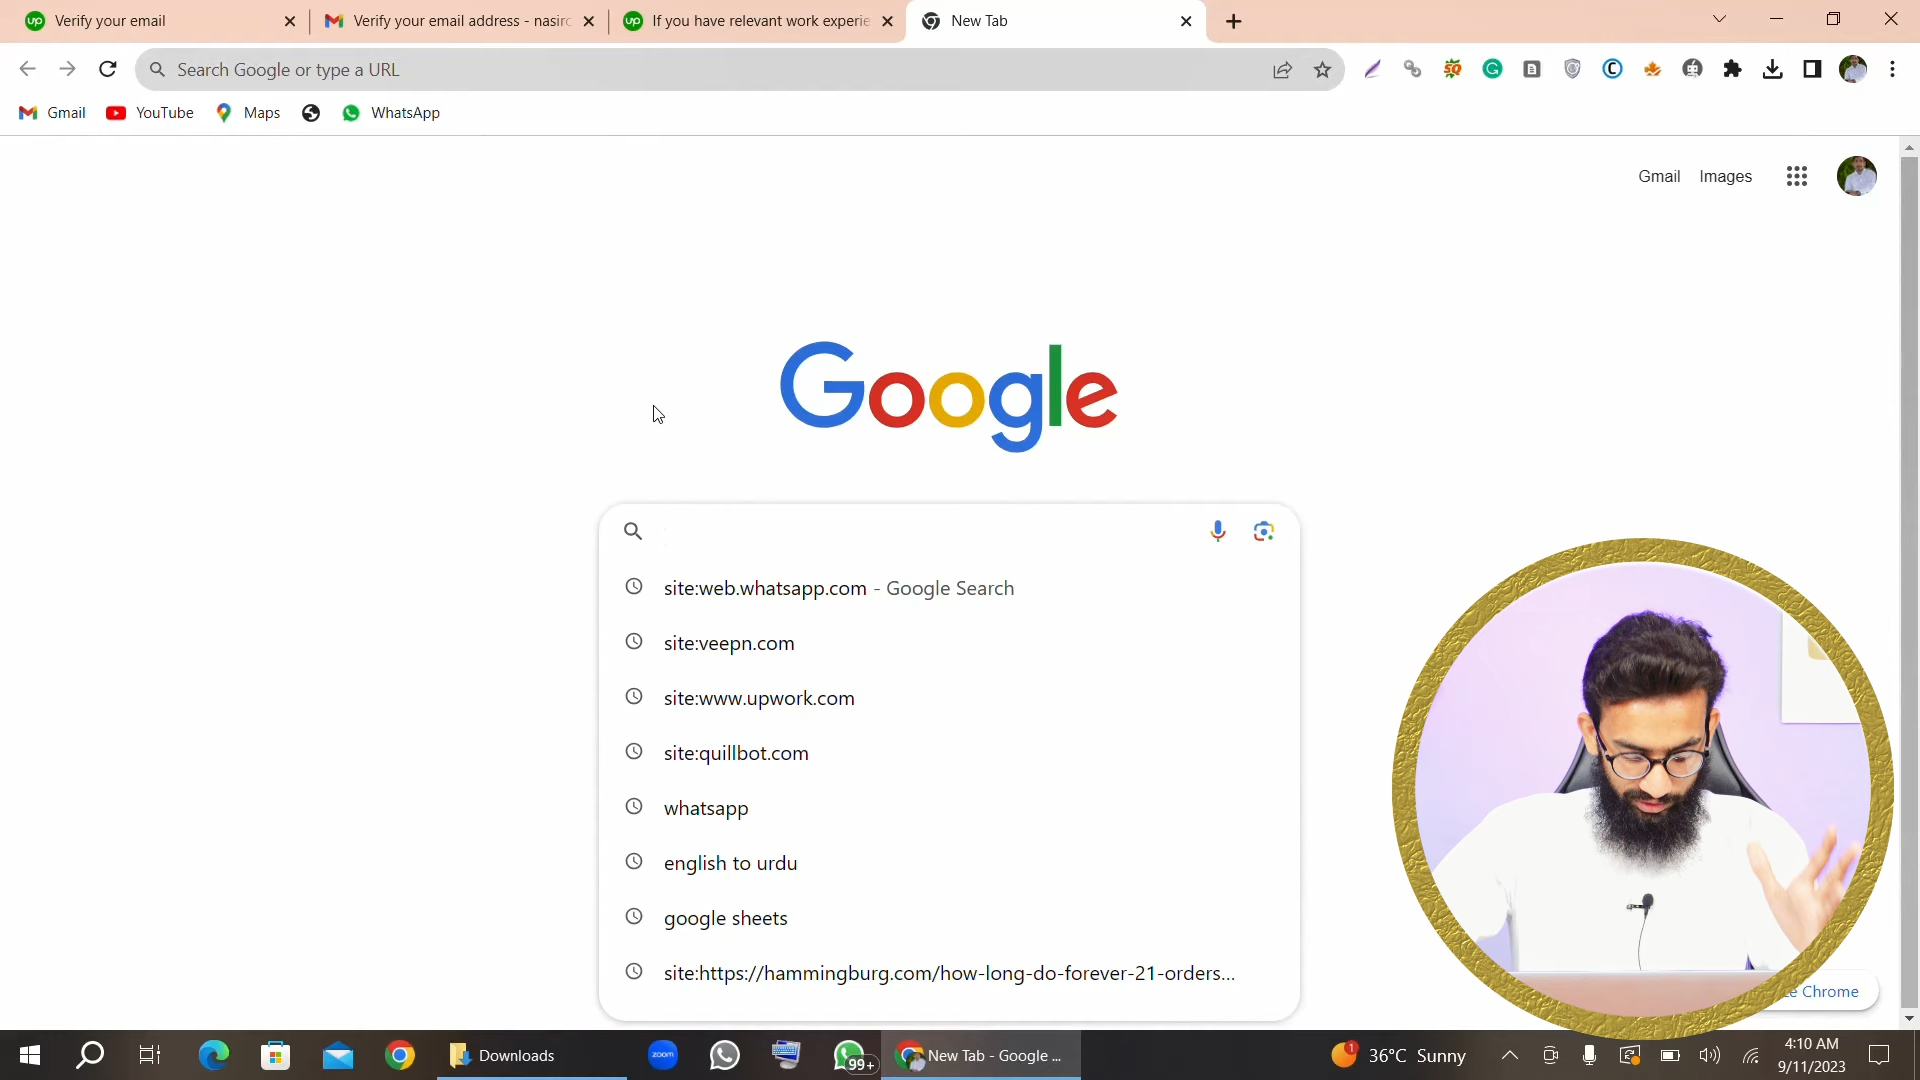 Verify your email
Verify your email address - nasirc
If you have relevant work experie
New Tab
Search Google or type a URL
Gmail
YouTube
Maps
WhatsApp
Gmail
Images
Google
site:web.whatsapp.com - Google Search
site:veepn.com
site:www.upwork.com
site:quillbot.com
whatsapp
english to urdu
google sheets
site:https://hammingburg.com/how-long-do-forever-21-orders...
Chrome
Downloads
zoom
99+
New Tab - Google ...
1
36°C Sunny
4:10 AM
9/11/2023